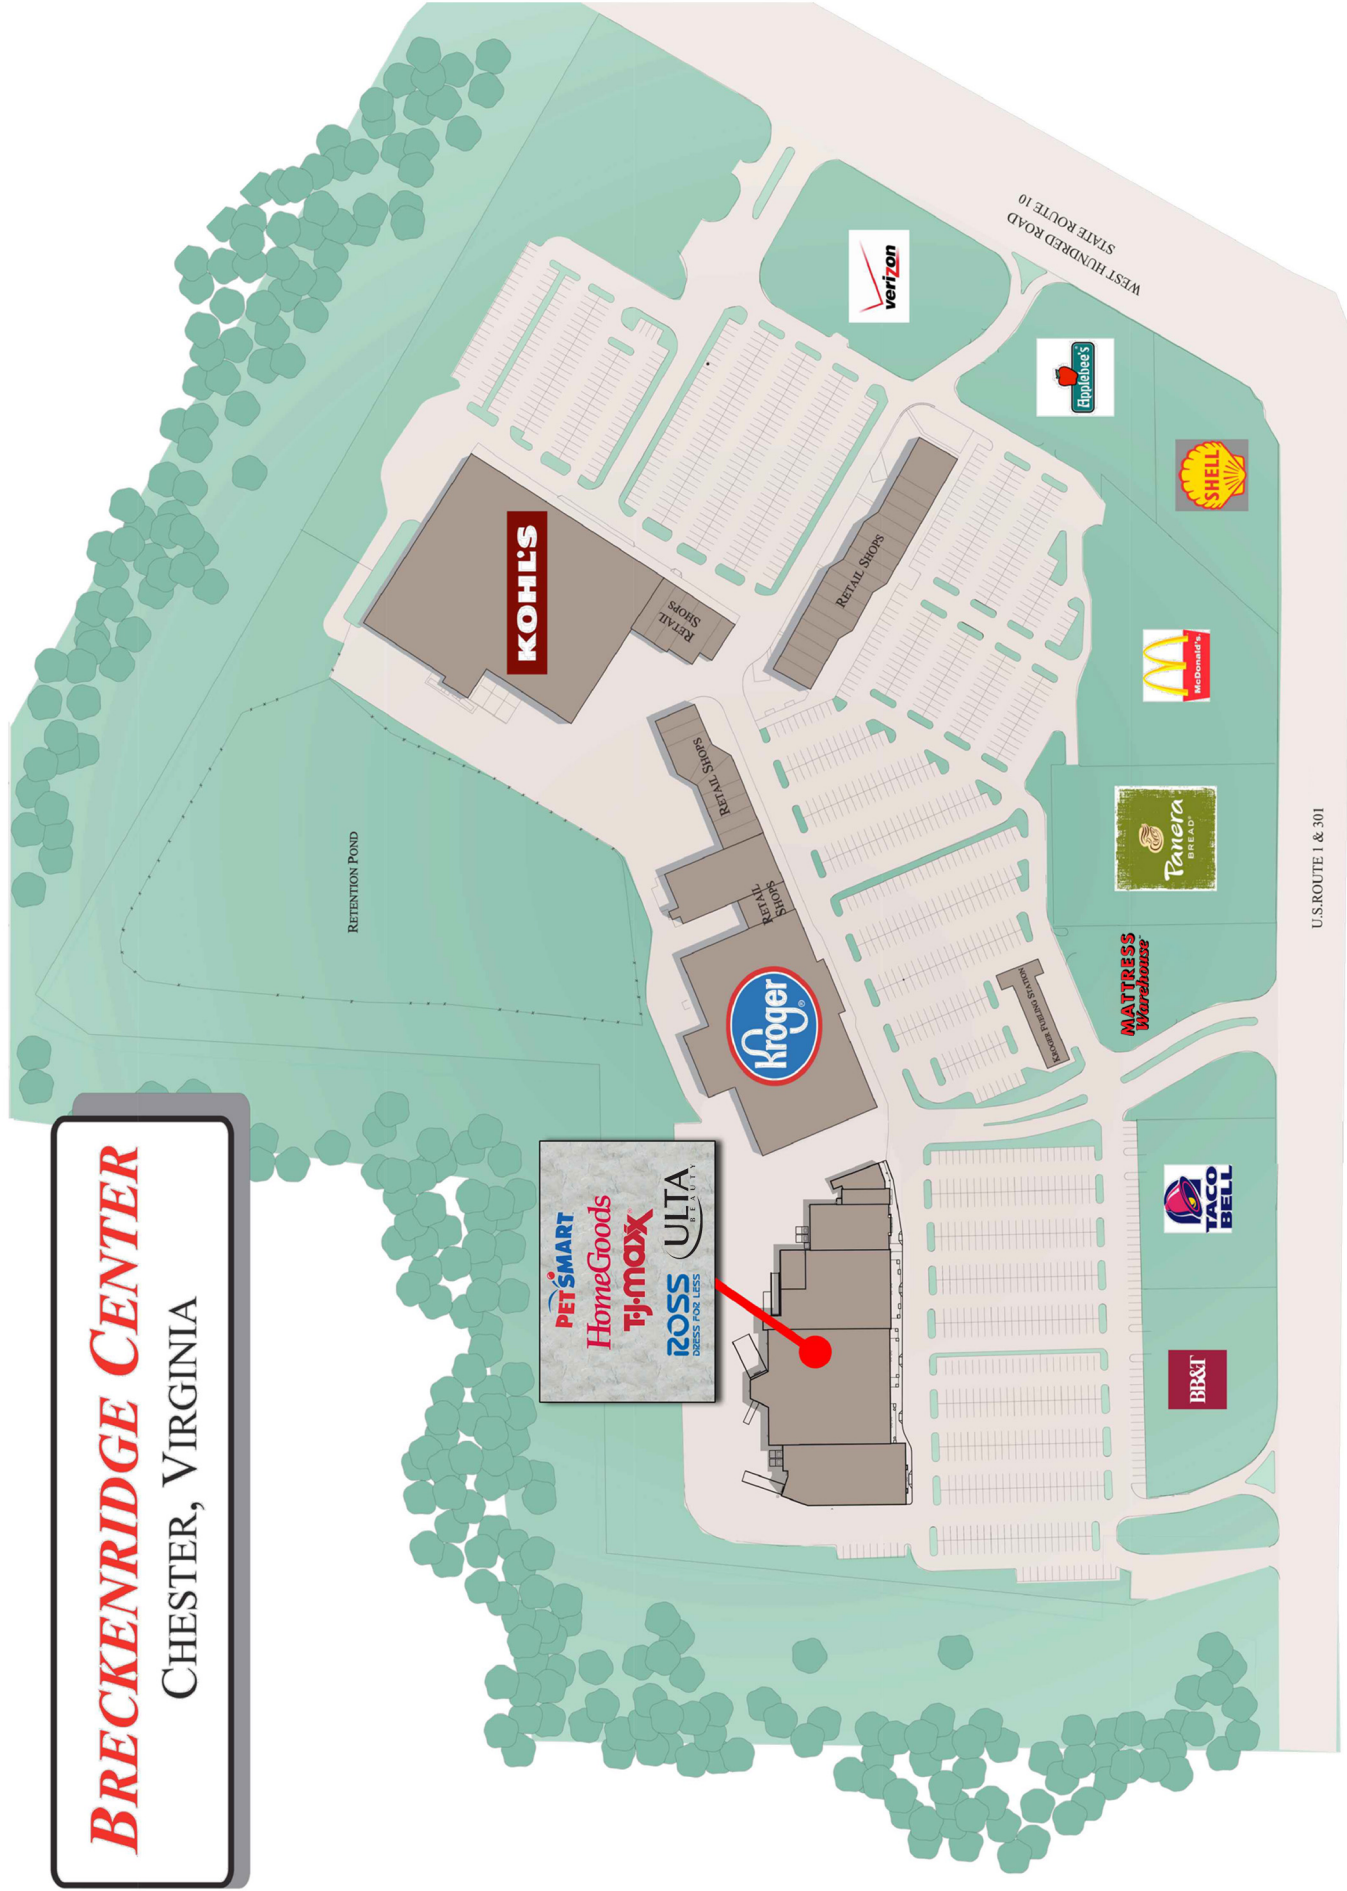 BRECKENRIDGE CENTER
CHESTER, VIRGINIA
WEST HUNDRED ROAD
STATE ROUTE 10
verizon
Applebee's
SHELL
KOHL'S
RETAIL
SHOPS
RETAIL SHOPS
McDonald's.
RETAIL SHOPS
Panera
BREAD®
U.S.ROUTE 1 & 301
RETENTION POND
RETAIL
SHOPS
MATTRESS
Warehouse
Kroger
®
KROGER FUELING STATION
PETSMART
HomeGoods
T·J·maxx
ROSS
DRESS FOR LESS
ULTA
BEAUTY
TACO
BELL
BB&T